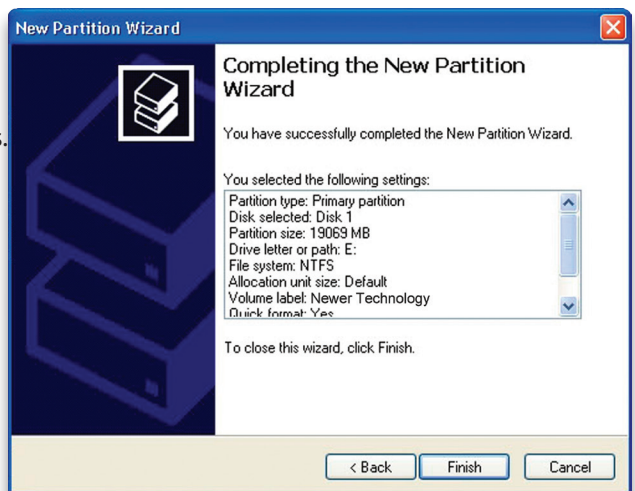 New Partition Wizard
Completing the New Partition
Wizard
You have successfully completed the New Partition Wizard.
s.
You selected the following settings:
Partition type: Primary partition
Disk selected: Disk 1
Partition size: 19069 MB
Drive letter or path: E:
File system: NTFS
Allocation unit size: Default
Volume label: Newer Technology
Quick format: Yes
To close this wizard, click Finish.
< Back Finish Cancel